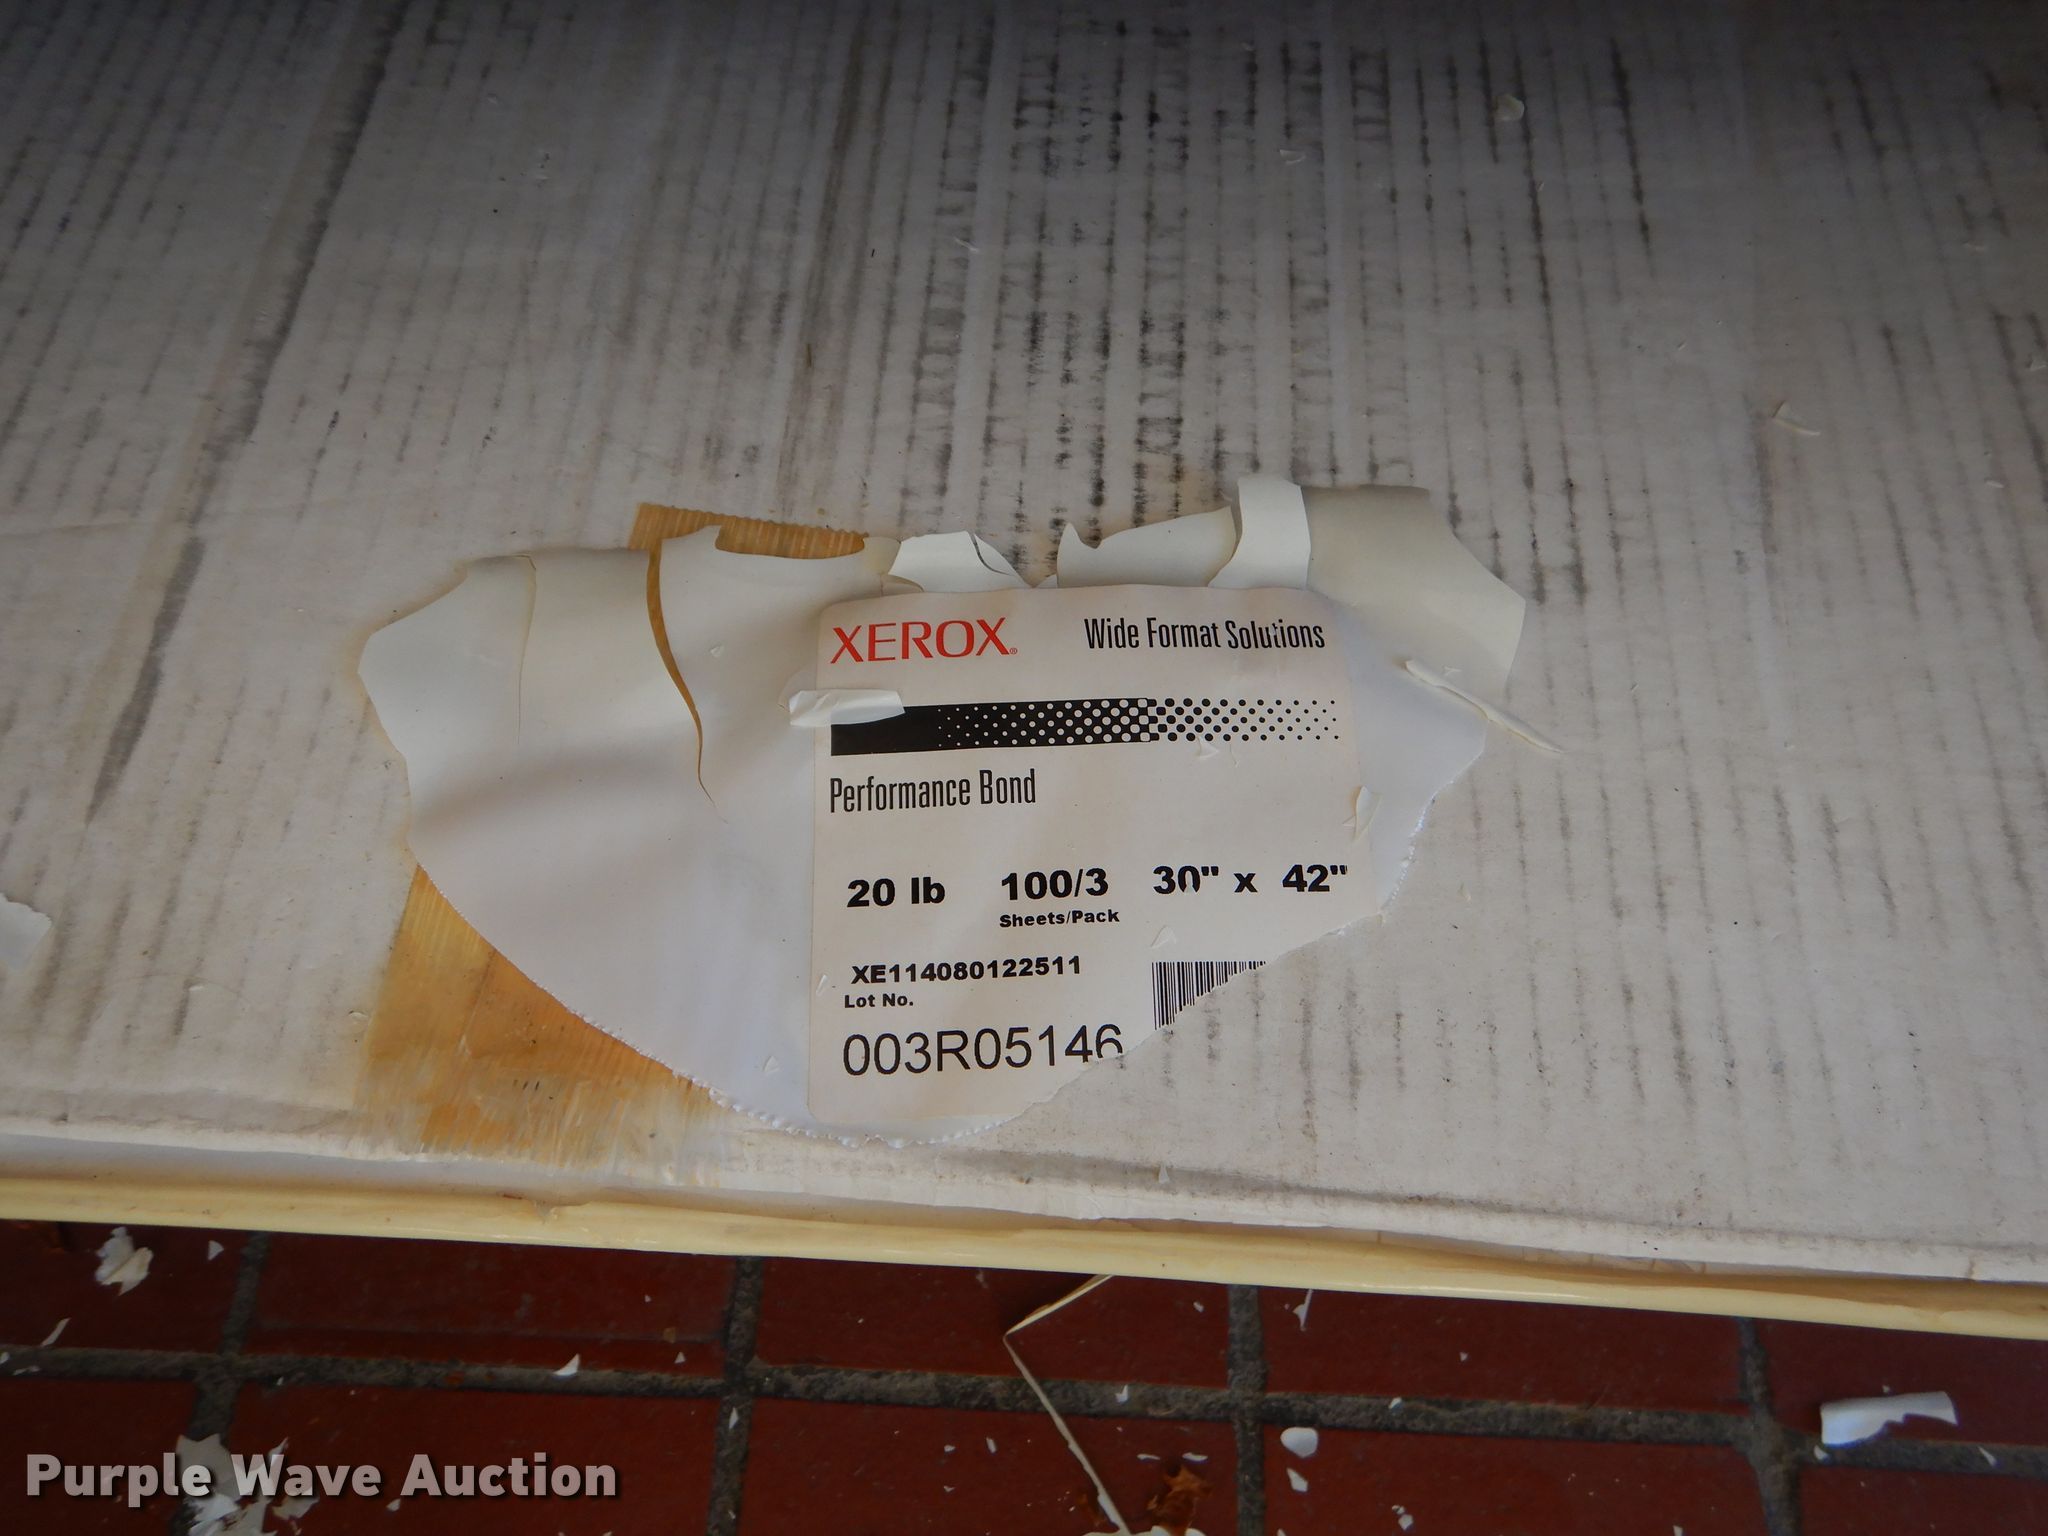 XEROX® Wide Format Solutions
Performance Bond
20 lb 100/3 30" x 42"
Sheets/Pack
XE114080122511
Lot No.
003R05146
Purple Wave Auction